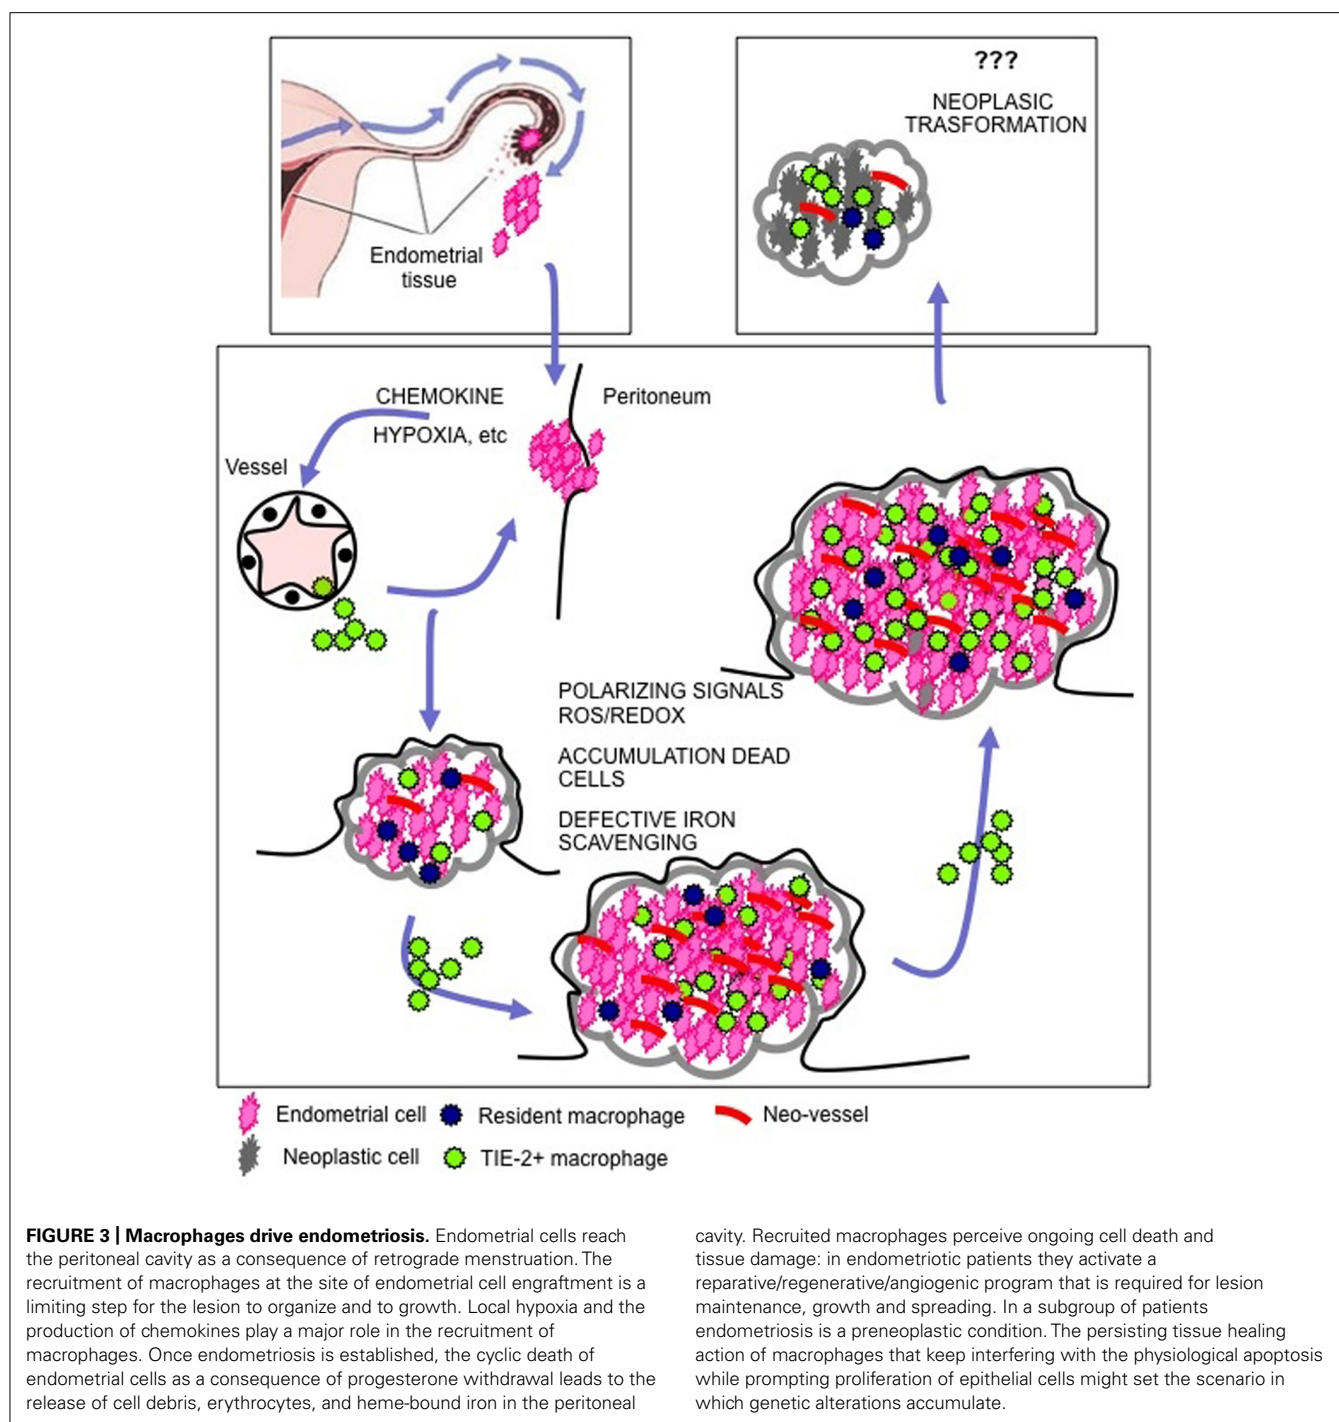 ???
NEOPLASIC
TRASFORMATION
Endometrial
tissue
CHEMOKINE
HYPOXIA, etc
Peritoneum
Vessel
POLARIZING SIGNALS
ROS/REDOX
ACCUMULATION DEAD
CELLS
DEFECTIVE IRON
SCAVENGING
Endometrial cell
Resident macrophage
Neo-vessel
Neoplastic cell
TIE-2+ macrophage
FIGURE 3 | Macrophages drive endometriosis. Endometrial cells reach
the peritoneal cavity as a consequence of retrograde menstruation. The
recruitment of macrophages at the site of endometrial cell engraftment is a
limiting step for the lesion to organize and to growth. Local hypoxia and the
production of chemokines play a major role in the recruitment of
macrophages. Once endometriosis is established, the cyclic death of
endometrial cells as a consequence of progesterone withdrawal leads to the
release of cell debris, erythrocytes, and heme-bound iron in the peritoneal
cavity. Recruited macrophages perceive ongoing cell death and
tissue damage: in endometriotic patients they activate a
reparative/regenerative/angiogenic program that is required for lesion
maintenance, growth and spreading. In a subgroup of patients
endometriosis is a preneoplastic condition. The persisting tissue healing
action of macrophages that keep interfering with the physiological apoptosis
while prompting proliferation of epithelial cells might set the scenario in
which genetic alterations accumulate.